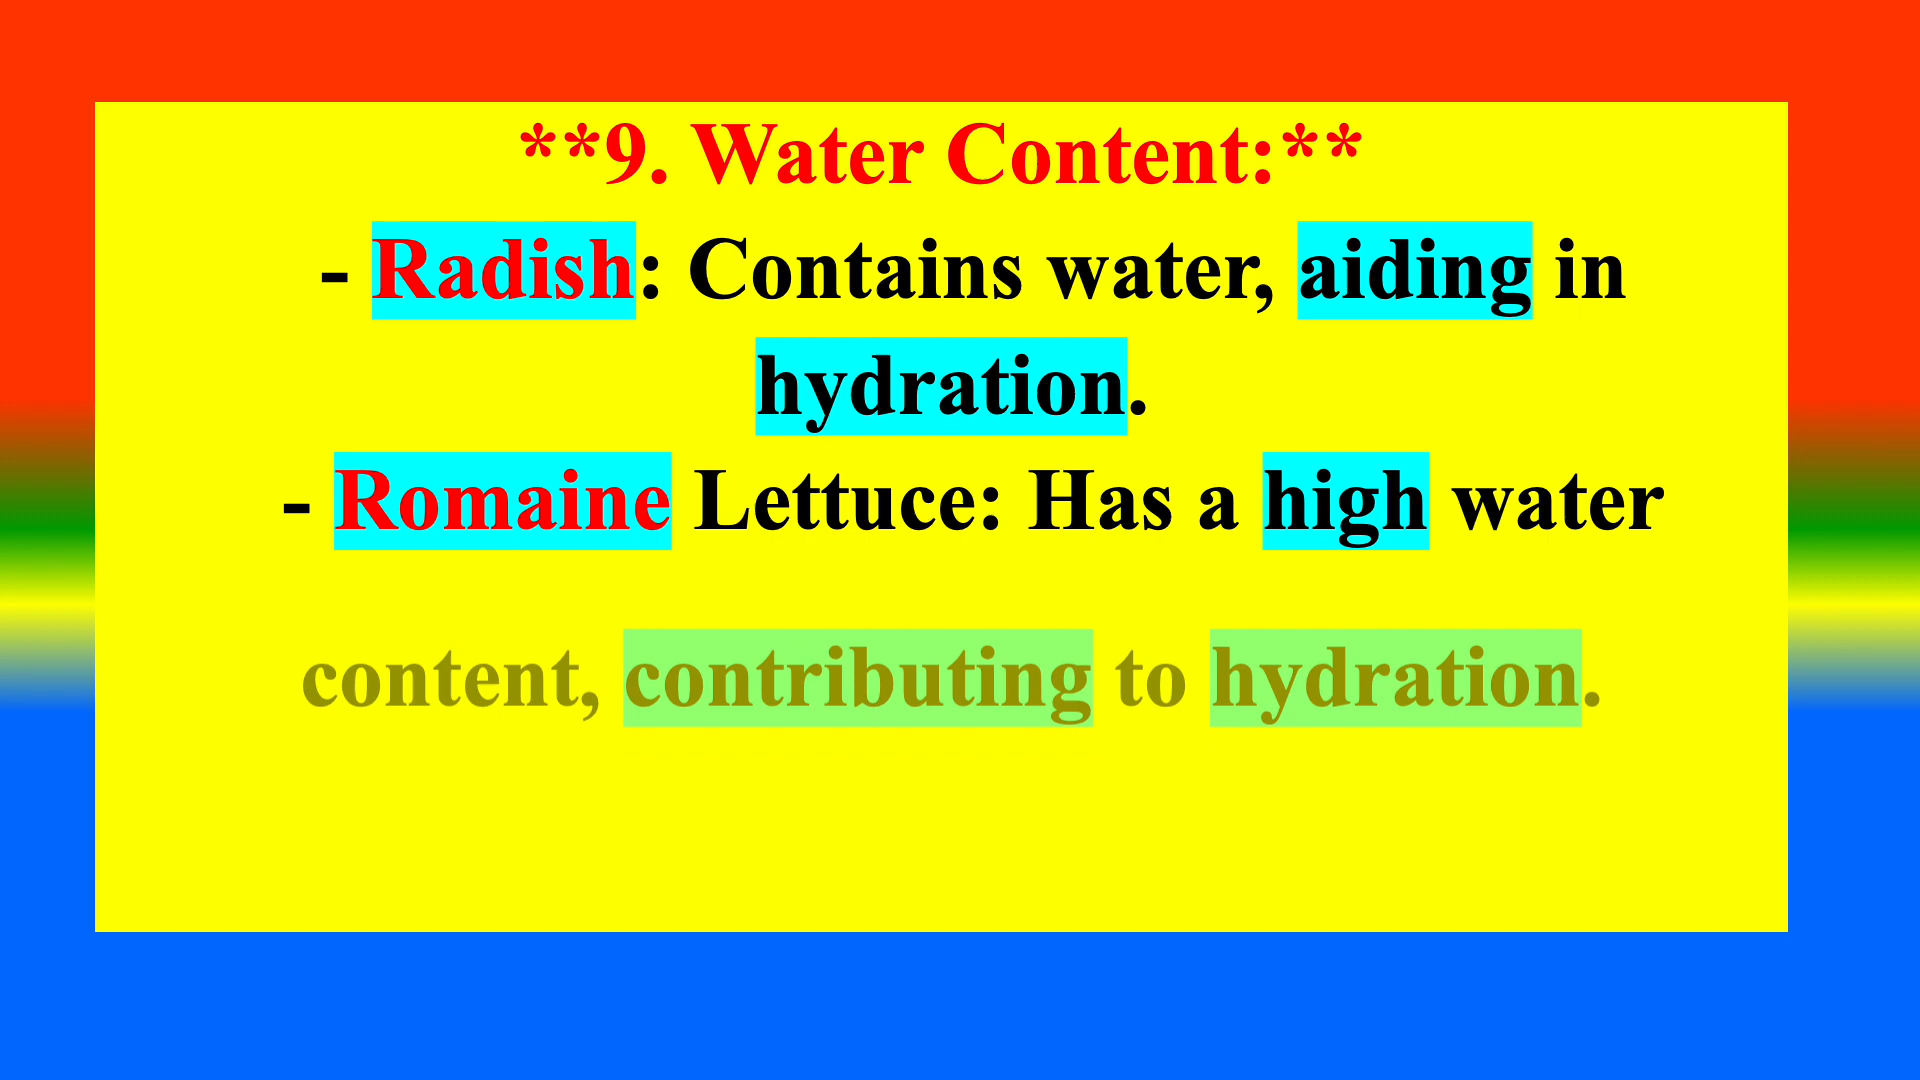 **9. Water Content:**
- Radish: Contains water, aiding in
hydration.
- Romaine Lettuce: Has a high water
content, contributing to hydration.